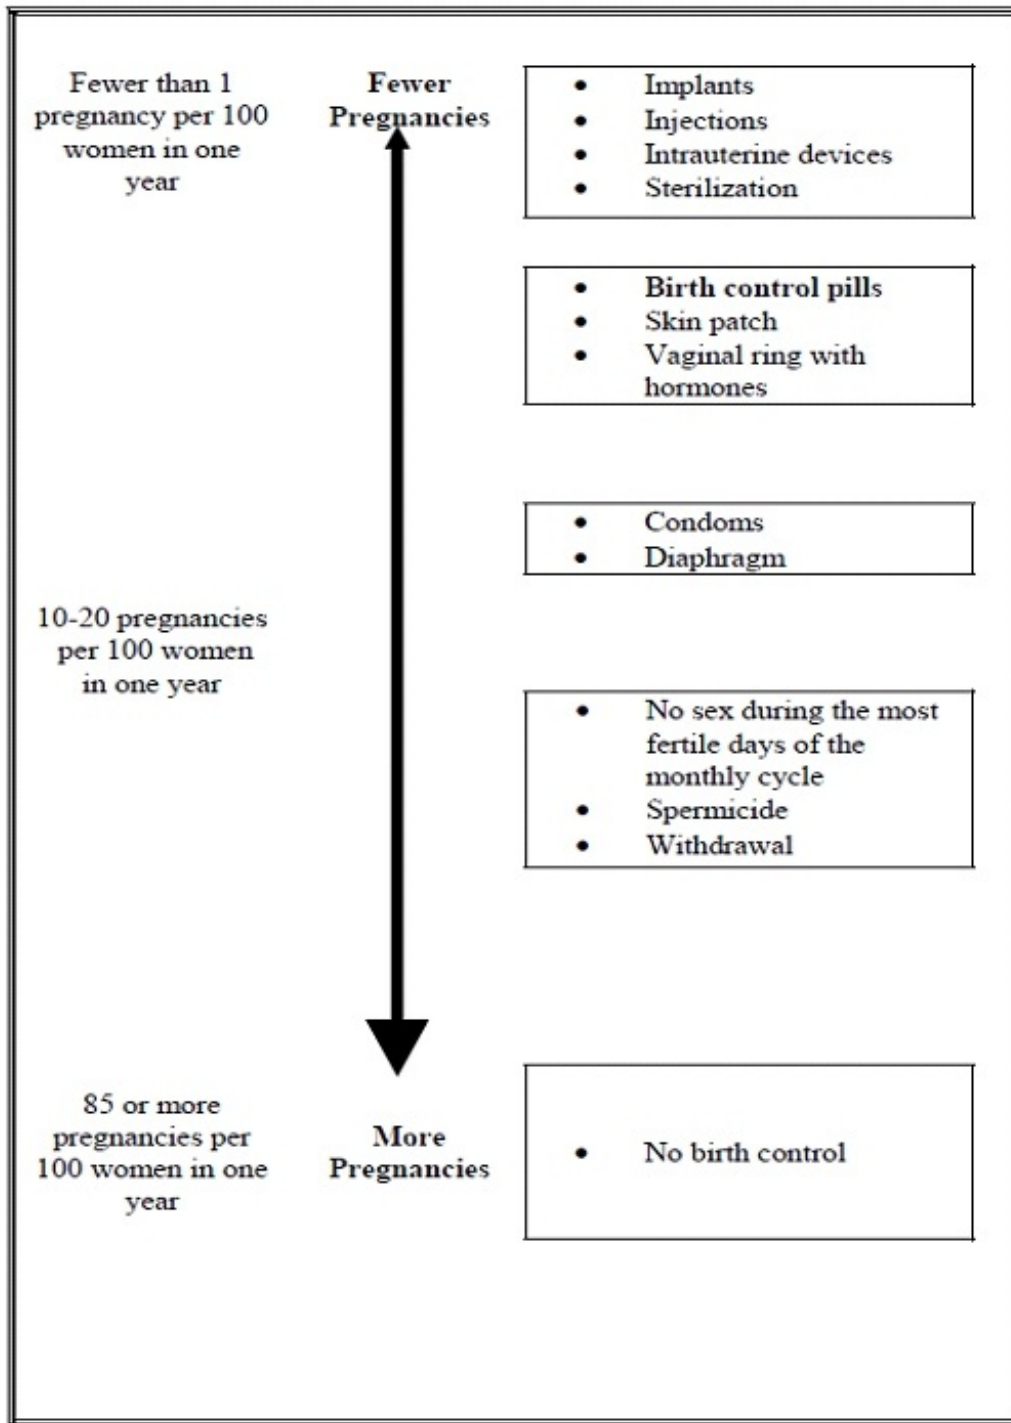 Fewer than 1
pregnancy per 100
women in one
year
Fewer
Pregnancies
• Implants
• Injections
• Intrauterine devices
• Sterilization
• Birth control pills
• Skin patch
• Vaginal ring with
hormones
• Condoms
• Diaphragm
10-20 pregnancies
per 100 women
in one year
• No sex during the most
fertile days of the
monthly cycle
• Spermicide
• Withdrawal
85 or more
pregnancies per
100 women in one
year
More
Pregnancies
• No birth control